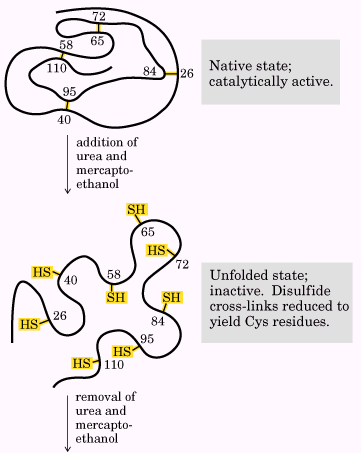 72
65
58
110
84
26
95
40
Native state;
catalytically active.
addition of
urea and
mercapto-
ethanol
SH
65
HS
72
HS
40
58
SH
SH
84
26
HS
95
HS
HS
110
Unfolded state;
inactive. Disulfide
cross-links reduced to
yield Cys residues.
removal of
urea and
mercapto-
ethanol